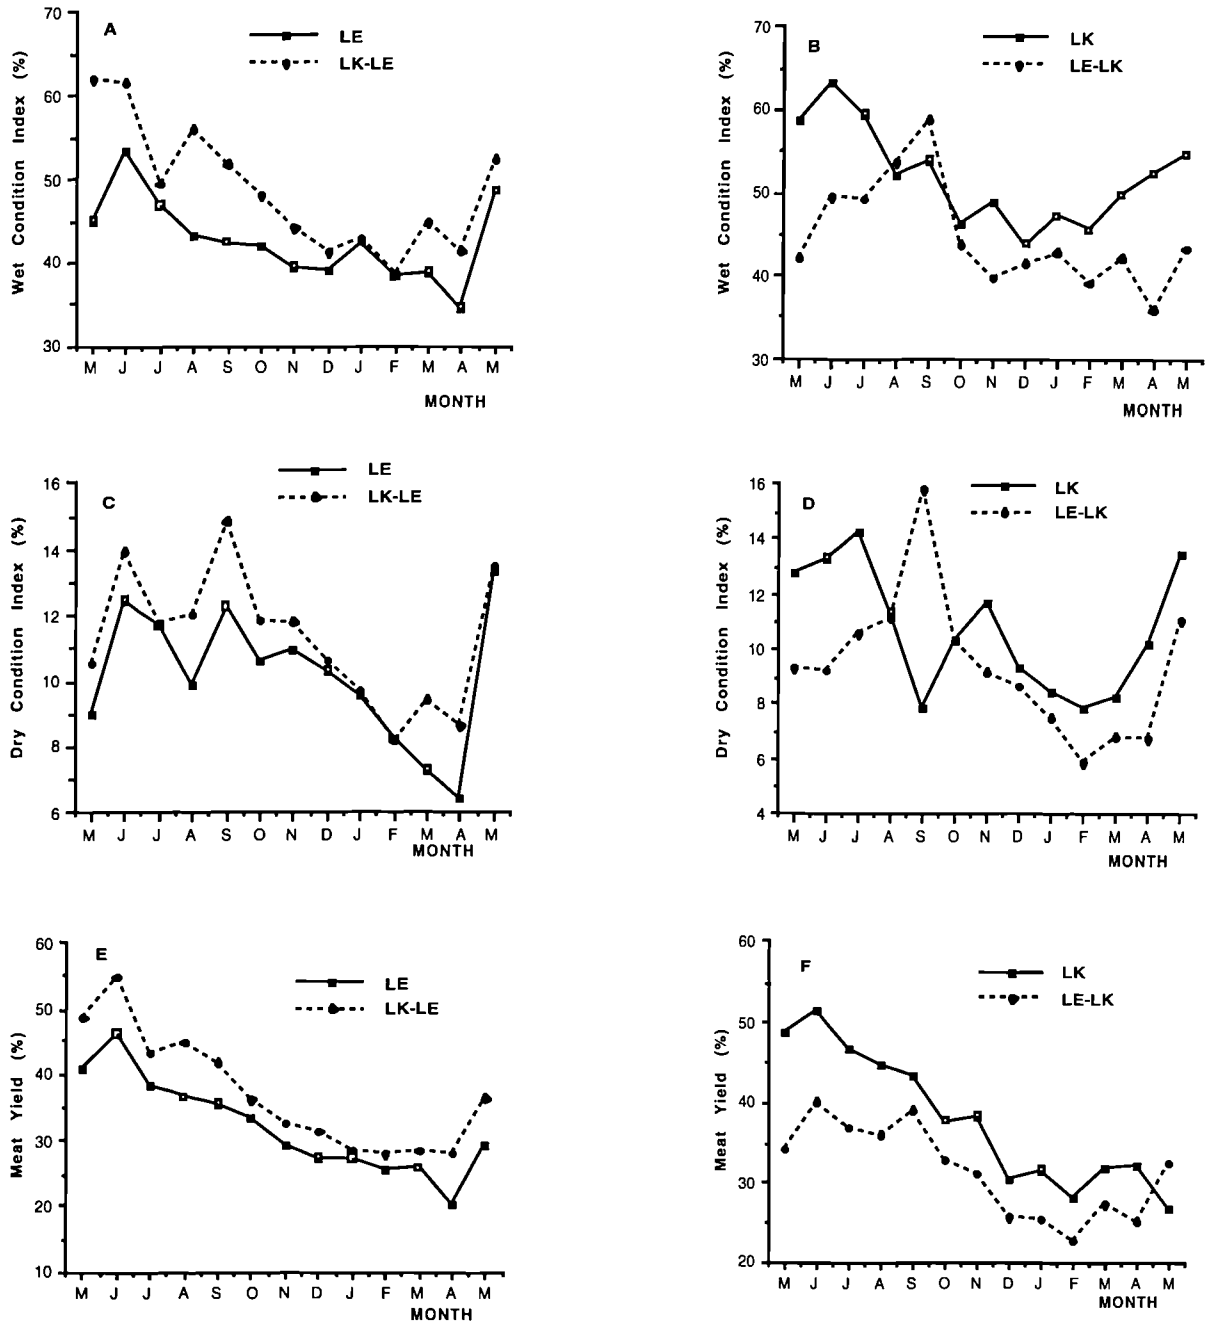 A
LE
LK-LE
Wet Condition Index (%)
70
60
50
40
30
M J J A S O N D J F M A M
MONTH
B
LK
LE-LK
Wet Condition Index (%)
70
60
50
40
30
M J J A S O N D J F M A M
MONTH
C
LE
LK-LE
Dry Condition Index (%)
16
14
12
10
8
6
M J J A S O N D J F M A M
MONTH
D
LK
LE-LK
Dry Condition Index (%)
16
14
12
10
8
6
4
M J J A S O N D J F M A M
MONTH
E
LE
LK-LE
Meat Yield (%)
60
50
40
30
20
10
M J J A S O N D J F M A M
MONTH
F
LK
LE-LK
Meat Yield (%)
60
50
40
30
20
M J J A S O N D J F M A M
MONTH